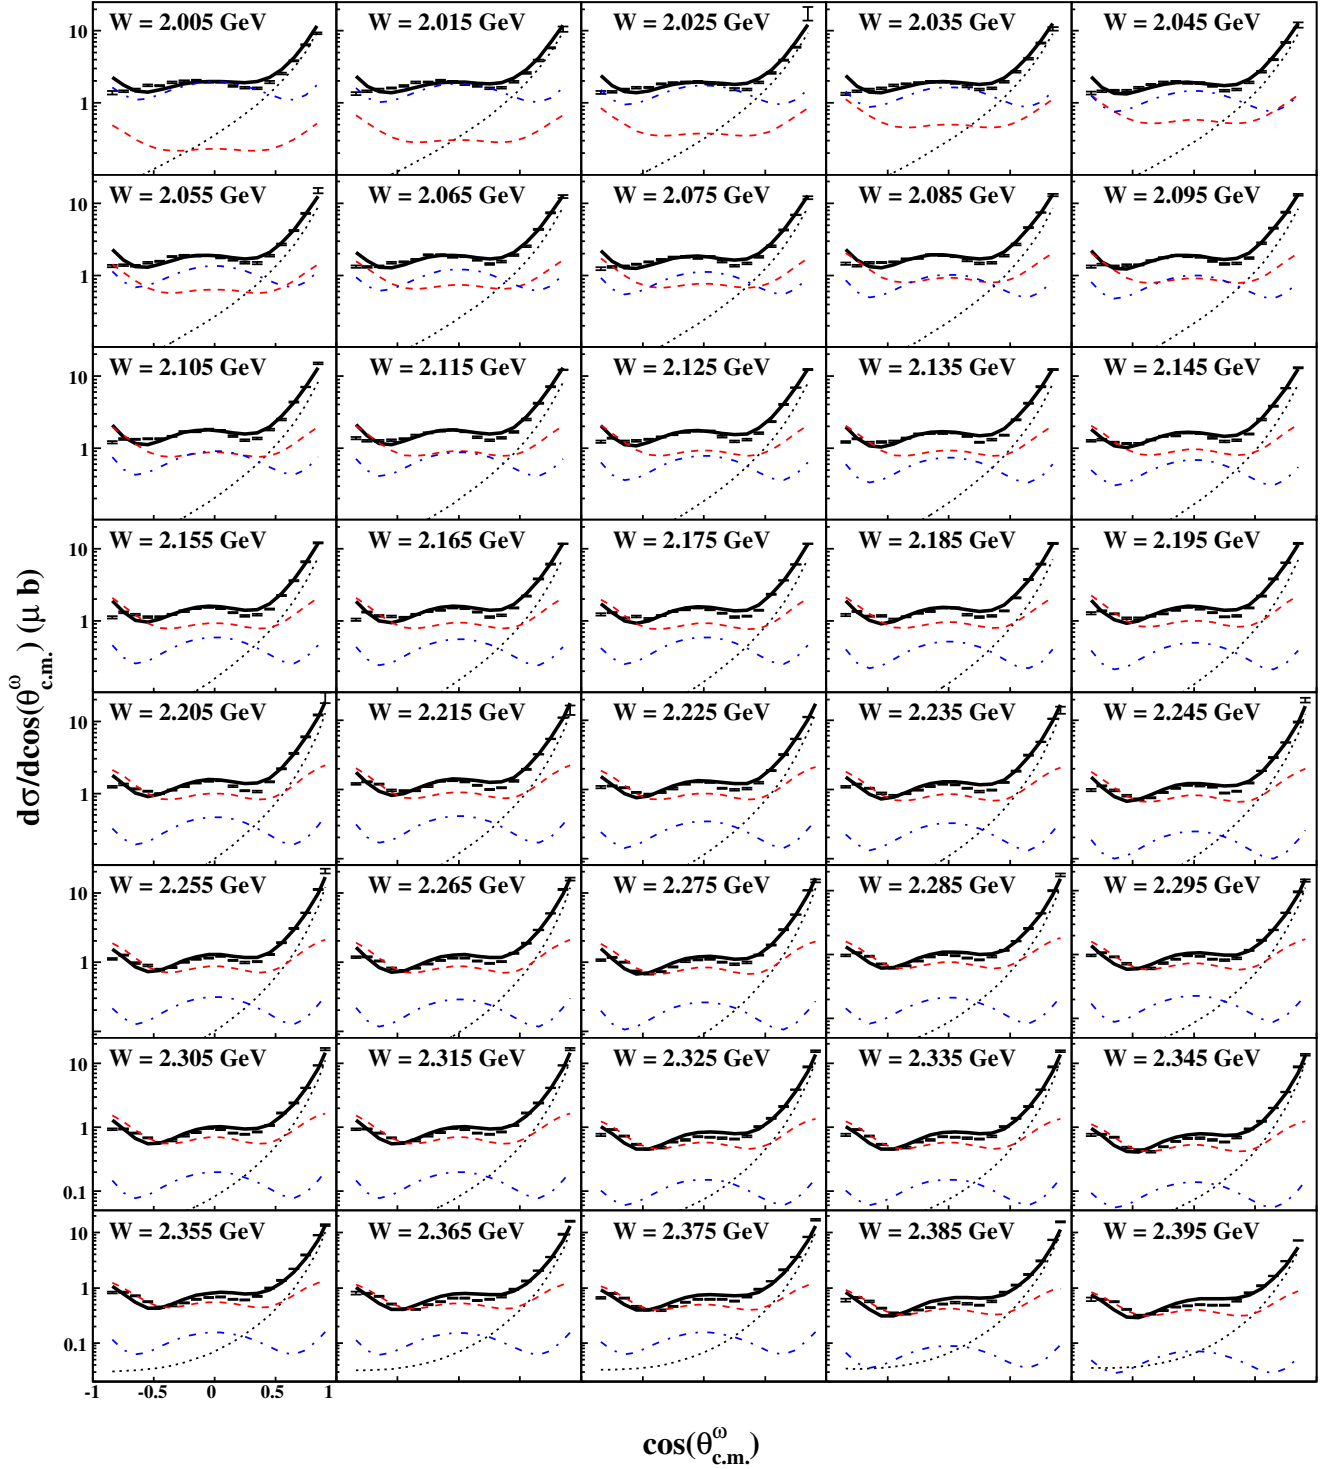 W = 2.005 GeV
W = 2.015 GeV
W = 2.025 GeV
W = 2.035 GeV
W = 2.045 GeV
10
1
W = 2.055 GeV
W = 2.065 GeV
W = 2.075 GeV
W = 2.085 GeV
W = 2.095 GeV
10
1
W = 2.105 GeV
W = 2.115 GeV
W = 2.125 GeV
W = 2.135 GeV
W = 2.145 GeV
10
1
W = 2.155 GeV
W = 2.165 GeV
W = 2.175 GeV
W = 2.185 GeV
W = 2.195 GeV
10
1
dσ/dcos(θ^ω_c.m.) (μ b)
W = 2.205 GeV
W = 2.215 GeV
W = 2.225 GeV
W = 2.235 GeV
W = 2.245 GeV
10
1
W = 2.255 GeV
W = 2.265 GeV
W = 2.275 GeV
W = 2.285 GeV
W = 2.295 GeV
10
1
W = 2.305 GeV
W = 2.315 GeV
W = 2.325 GeV
W = 2.335 GeV
W = 2.345 GeV
10
1
0.1
W = 2.355 GeV
W = 2.365 GeV
W = 2.375 GeV
W = 2.385 GeV
W = 2.395 GeV
10
1
0.1
-1 -0.5 0 0.5 1
cos(θ^ω_c.m.)